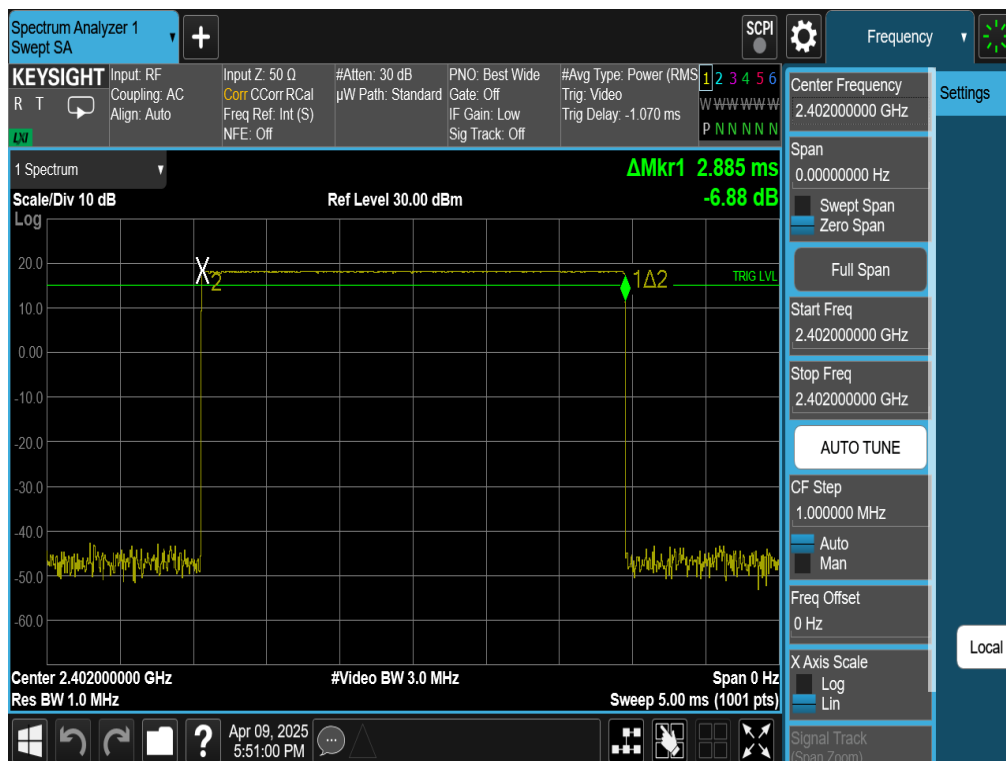 Spectrum Analyzer 1
Swept SA
+
SCPI
Frequency
KEYSIGHT
R T
LXI
Input: RF
Coupling: AC
Align: Auto
Input Z: 50 Ω
Corr CCorr RCal
Freq Ref: Int (S)
NFE: Off
#Atten: 30 dB
µW Path: Standard
PNO: Best Wide
Gate: Off
IF Gain: Low
Sig Track: Off
#Avg Type: Power (RMS
Trig: Video
Trig Delay: -1.070 ms
1 2 3 4 5 6
W W W W W W
P N N N N N
1 Spectrum
Scale/Div 10 dB
Ref Level 30.00 dBm
ΔMkr1 2.885 ms
-6.88 dB
Log
20.0
10.0
0.00
-10.0
-20.0
-30.0
-40.0
-50.0
-60.0
X
2
1Δ2
TRIG LVL
Center 2.402000000 GHz
#Video BW 3.0 MHz
Span 0 Hz
Res BW 1.0 MHz
Sweep 5.00 ms (1001 pts)
Center Frequency
2.402000000 GHz
Span
0.00000000 Hz
Swept Span
Zero Span
Full Span
Start Freq
2.402000000 GHz
Stop Freq
2.402000000 GHz
AUTO TUNE
CF Step
1.000000 MHz
Auto
Man
Freq Offset
0 Hz
X Axis Scale
Log
Lin
Signal Track
(Span Zoom)
Settings
Local
?
Apr 09, 2025
5:51:00 PM